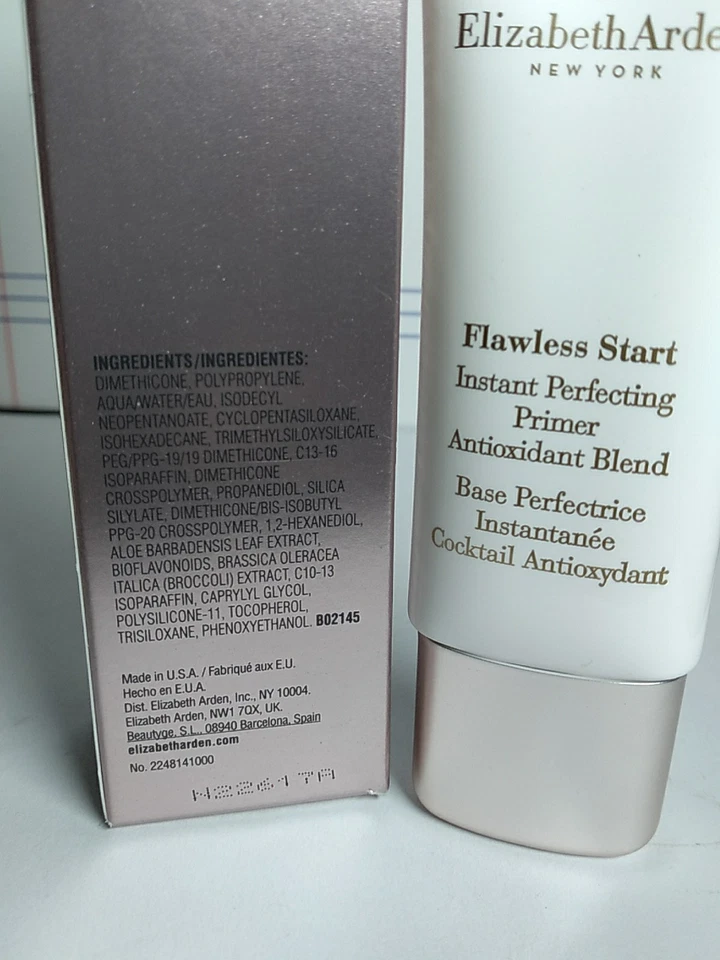 INGREDIENTS/INGREDIENTES:
DIMETHICONE, POLYPROPYLENE,
AQUA/WATER/EAU, ISODECYL
NEOPENTANOATE, CYCLOPENTASILOXANE,
ISOHEXADECANE, TRIMETHYLSILOXYSILICATE,
PEG/PPG-19/19 DIMETHICONE, C13-16
ISOPARAFFIN, DIMETHICONE
CROSSPOLYMER, PROPANEDIOL, SILICA
SILYLATE, DIMETHICONE/BIS-ISOBUTYL
PPG-20 CROSSPOLYMER, 1,2-HEXANEDIOL,
ALOE BARBADENSIS LEAF EXTRACT,
BIOFLAVONOIDS, BRASSICA OLERACEA
ITALICA (BROCCOLI) EXTRACT, C10-13
ISOPARAFFIN, CAPRYLYL GLYCOL,
POLYSILICONE-11, TOCOPHEROL,
TRISILOXANE, PHENOXYETHANOL. B02145
Made in U.S.A. / Fabriqué aux E.U.
Hecho en E.U.A.
Dist. Elizabeth Arden, Inc., NY 10004.
Elizabeth Arden, NW1 7QX, UK.
Beautyge, S.L., 08940 Barcelona, Spain
elizabetharden.com
No. 2248141000
Elizabeth Arde
NEW YORK
Flawless Start
Instant Perfecting
Primer
Antioxidant Blend
Base Perfectrice
Instantanée
Cocktail Antioxydant